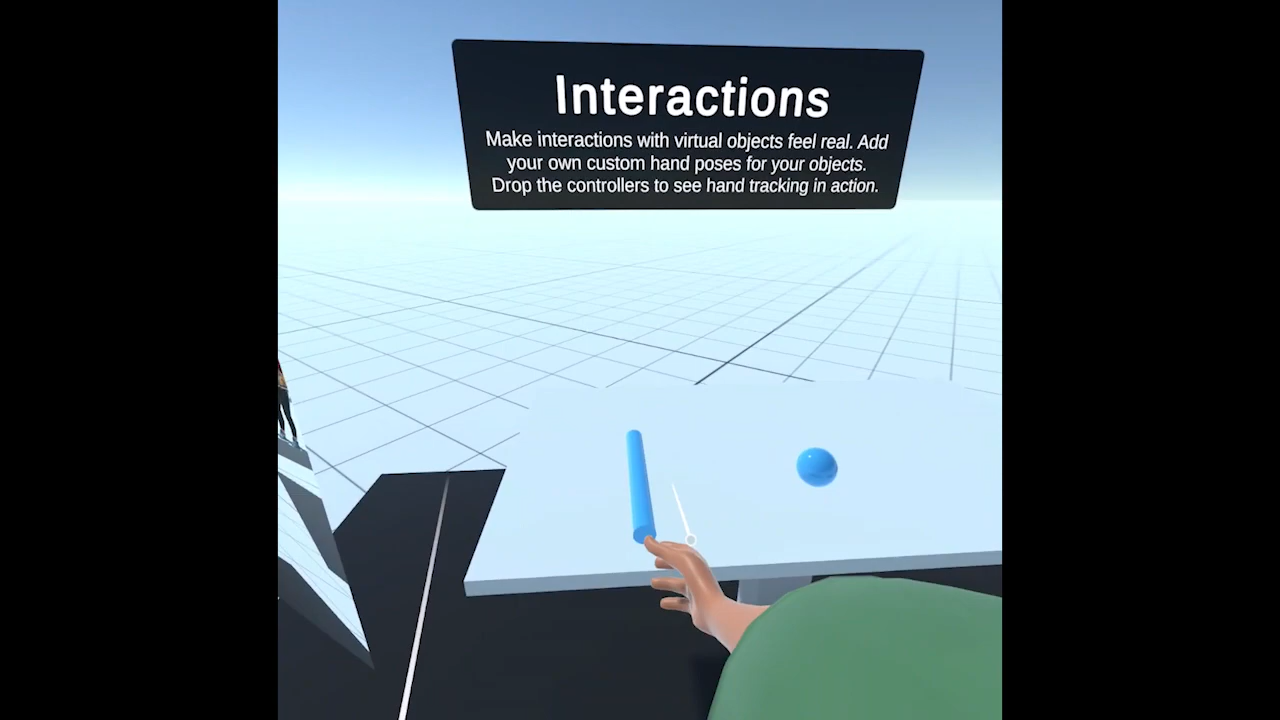 Interactions
Make interactions with virtual objects feel real. Add
your own custom hand poses for your objects.
Drop the controllers to see hand tracking in action.